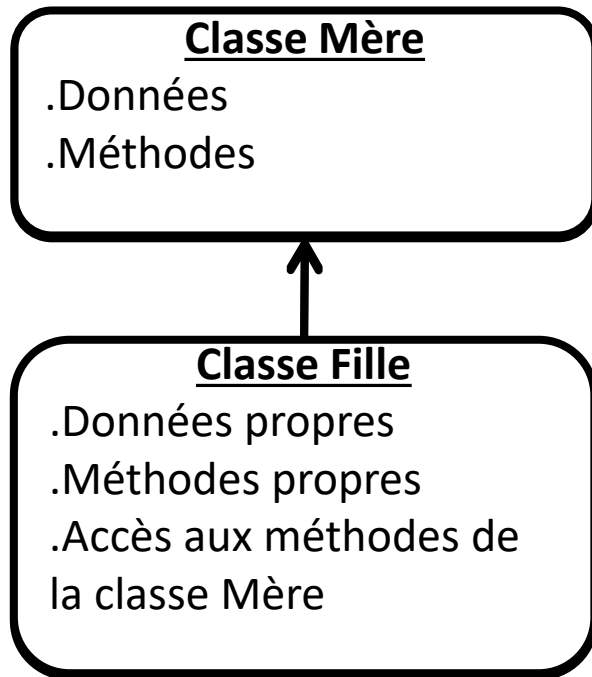 Classe Mère
.Données
.Méthodes
Classe Fille
.Données propres
.Méthodes propres
.Accès aux méthodes de
la classe Mère